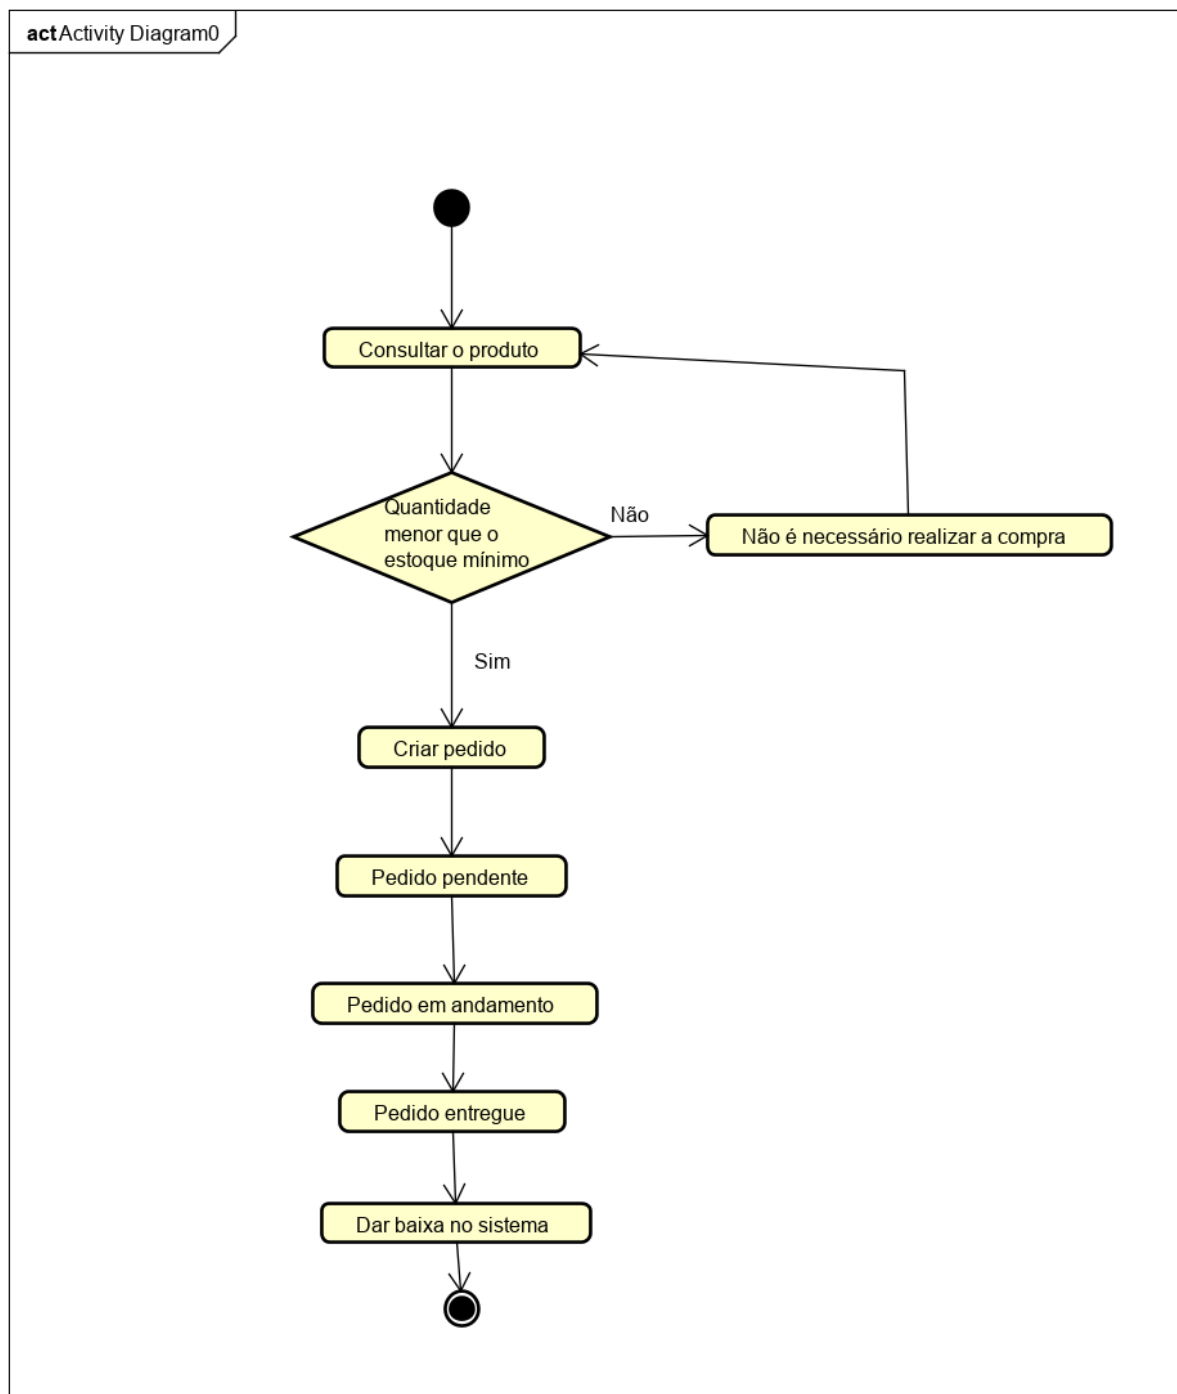 act Activity Diagram0
Consultar o produto
Quantidade
menor que o
estoque mínimo
Não
Não é necessário realizar a compra
Sim
Criar pedido
Pedido pendente
Pedido em andamento
Pedido entregue
Dar baixa no sistema